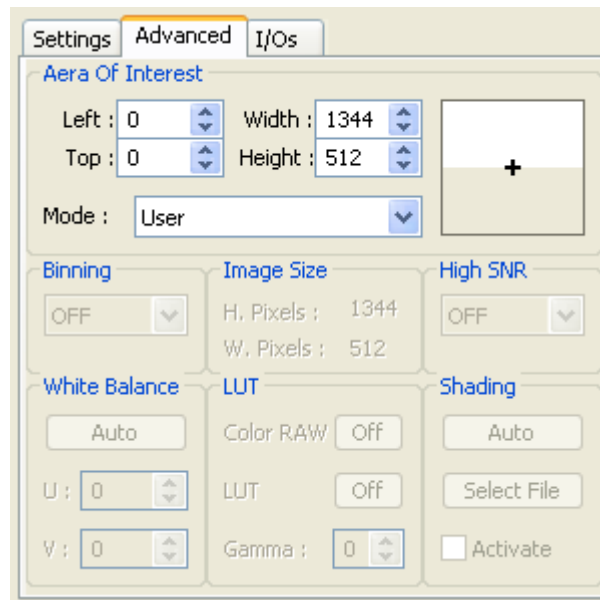 Settings Advanced I/Os
Aera Of Interest
Left : 0 Width : 1344
Top : 0 Height : 512
Mode : User
Binning Image Size High SNR
OFF H. Pixels : 1344 OFF
W. Pixels : 512
White Balance LUT Shading
Auto Color RAW Off Auto
U : 0 LUT Off Select File
V : 0 Gamma : 0 Activate